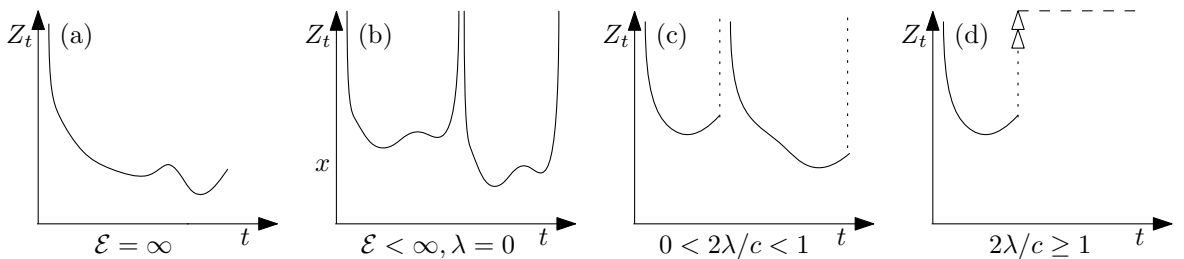 Z_t (a) t
ℰ = ∞
Z_t (b) x t
ℰ < ∞, λ = 0
Z_t (c) t
0 < 2λ/c < 1
Z_t (d) t
2λ/c ≥ 1